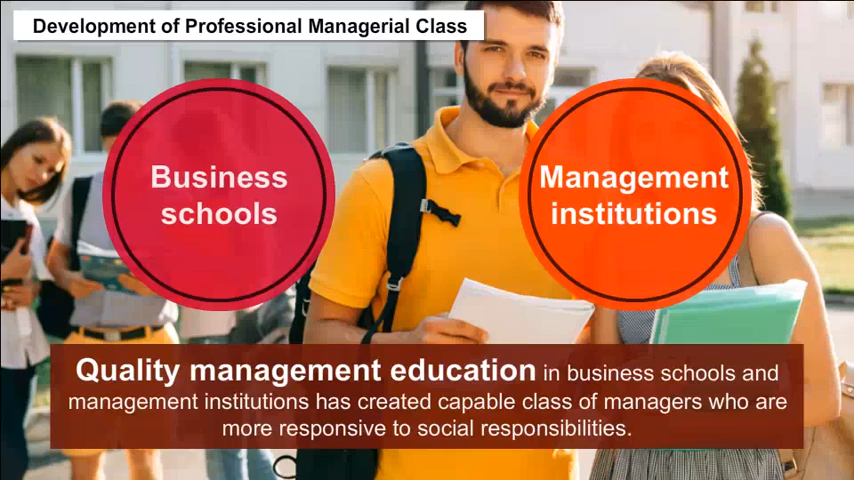 Development of Professional Managerial Class
Business
schools
Management
institutions
Quality management education in business schools and
management institutions has created capable class of managers who are
more responsive to social responsibilities.